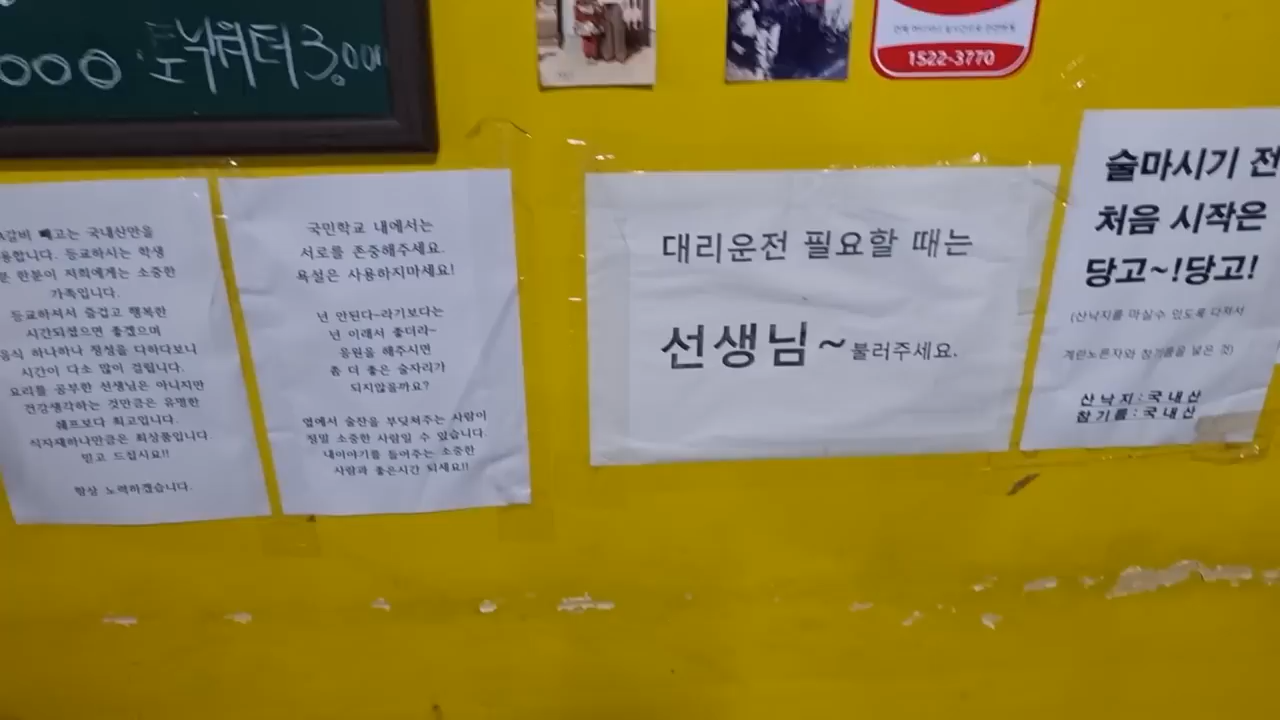 000 토닉워터 3.000
1522-3770
갈비 빼고는 국내산만을
용합니다. 등교하시는 학생
분 한분이 저희에게는 소중한
가족입니다.
등교하셔서 즐겁고 행복한
시간되셨으면 좋겠으며
음식 하나하나 정성을 다하다보니
시간이 다소 많이 걸립니다.
요리를 공부한 선생님은 아니지만
건강생각하는 것만큼은 유명한
쉐프보다 최고입니다.
식자재하나만큼은 최상품입니다.
믿고 드십시요!!
항상 노력하겠습니다.
국민학교 내에서는
서로를 존중해주세요.
욕설은 사용하지마세요!
넌 안된다~라기보다는
넌 이래서 좋더라~
응원을 해주시면
좀 더 좋은 술자리가
되지않을까요?
옆에서 술잔을 부딪쳐주는 사람이
정말 소중한 사람일 수 있습니다.
내이야기를 들어주는 소중한
사람과 좋은시간 되세요!!
대리운전 필요할 때는
선생님~불러주세요.
술마시기 전
처음 시작은
당고~!당고!
(산낙지를 마실수 있도록 다져서
계란노른자와 참기름을 넣은 것)
산낙지:국내산
참기름:국내산